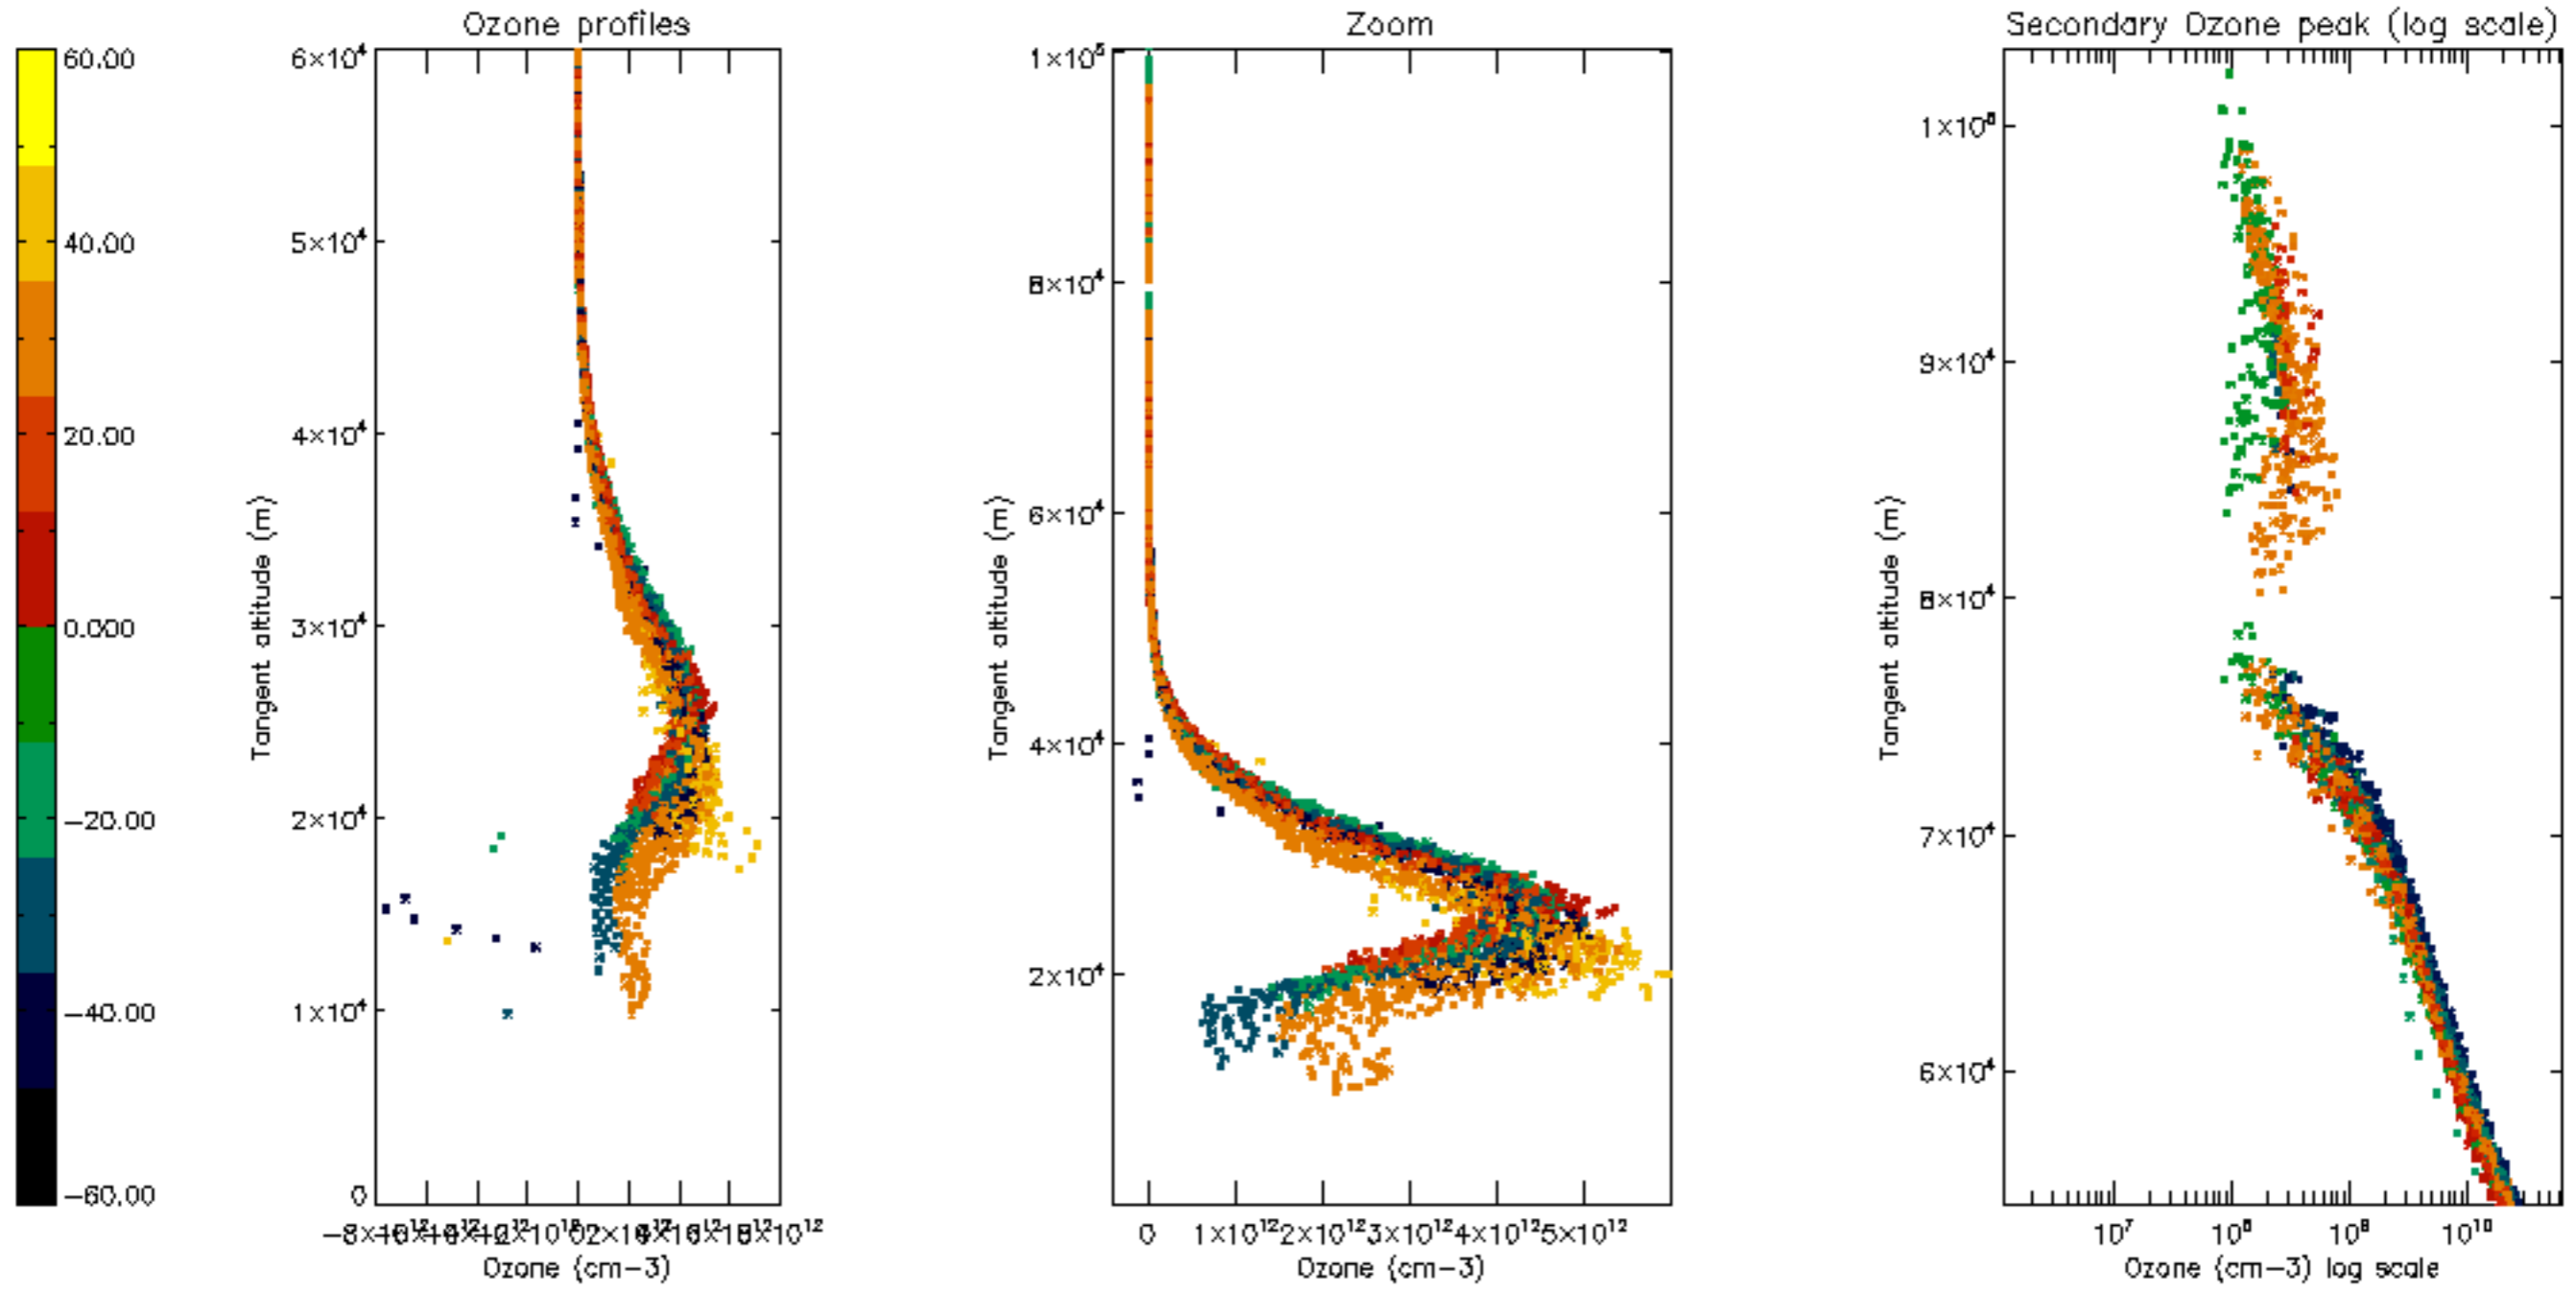 Ozone profiles
Zoom
Secondary Ozone peak (log scale)
60.00
40.00
20.00
0.000
−20.00
−40.00
−60.00
Tangent altitude (m)
6×10⁴
5×10⁴
4×10⁴
3×10⁴
2×10⁴
1×10⁴
0
Ozone (cm−3)
Tangent altitude (m)
1×10⁵
8×10⁴
6×10⁴
4×10⁴
2×10⁴
0 1×10¹² 2×10¹² 3×10¹² 4×10¹² 5×10¹²
Ozone (cm−3)
Tangent altitude (m)
1×10⁵
9×10⁴
8×10⁴
7×10⁴
6×10⁴
10⁷ 10⁸ 10⁹ 10¹⁰
Ozone (cm−3) log scale